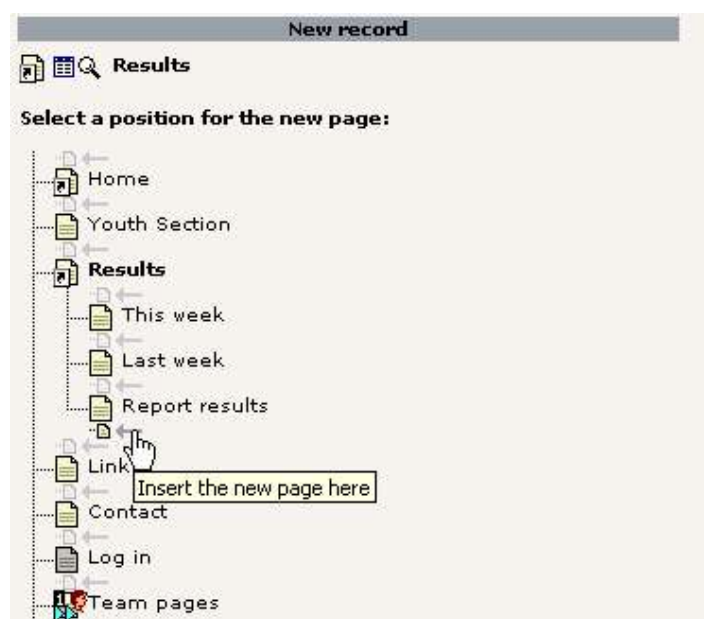 New record
Results
Select a position for the new page:
Home
Youth Section
Results
This week
Last week
Report results
Link
Insert the new page here
Contact
Log in
Team pages